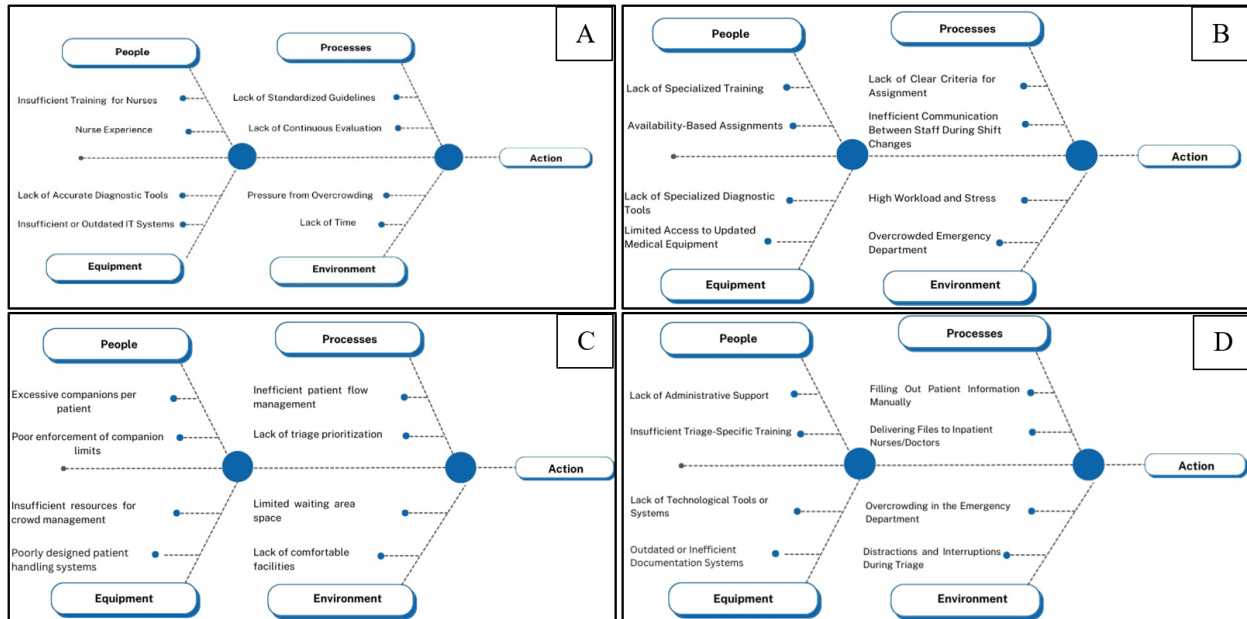 A
People
Processes
Insufficient Training for Nurses
Lack of Standardized Guidelines
Nurse Experience
Lack of Continuous Evaluation
Action
Lack of Accurate Diagnostic Tools
Pressure from Overcrowding
Insufficient or Outdated IT Systems
Lack of Time
Equipment
Environment
B
People
Processes
Lack of Specialized Training
Lack of Clear Criteria for
Assignment
Availability-Based Assignments
Inefficient Communication
Between Staff During Shift
Changes
Action
Lack of Specialized Diagnostic
Tools
High Workload and Stress
Limited Access to Updated
Medical Equipment
Overcrowded Emergency
Department
Equipment
Environment
C
People
Processes
Excessive companions per
patient
Inefficient patient flow
management
Poor enforcement of companion
limits
Lack of triage prioritization
Action
Insufficient resources for
crowd management
Limited waiting area
space
Poorly designed patient
handling systems
Lack of comfortable
facilities
Equipment
Environment
D
People
Processes
Lack of Administrative Support
Filling Out Patient Information
Manually
Insufficient Triage-Specific Training
Delivering Files to Inpatient
Nurses/Doctors
Action
Lack of Technological Tools or
Systems
Overcrowding in the Emergency
Department
Outdated or Inefficient
Documentation Systems
Distractions and Interruptions
During Triage
Equipment
Environment